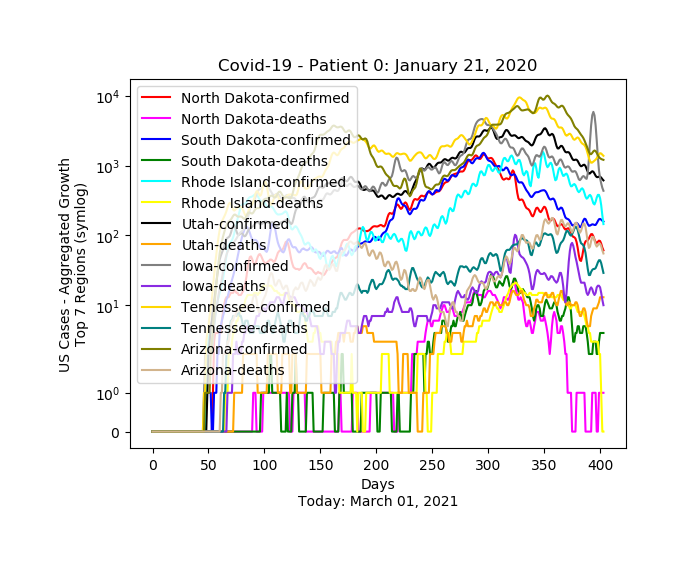 Covid-19 - Patient 0: January 21, 2020
US Cases - Aggregated Growth
Top 7 Regions (symlog)
10^4
10^3
10^2
10^1
10^0
0
North Dakota-confirmed
North Dakota-deaths
South Dakota-confirmed
South Dakota-deaths
Rhode Island-confirmed
Rhode Island-deaths
Utah-confirmed
Utah-deaths
Iowa-confirmed
Iowa-deaths
Tennessee-confirmed
Tennessee-deaths
Arizona-confirmed
Arizona-deaths
0 50 100 150 200 250 300 350 400
Days
Today: March 01, 2021